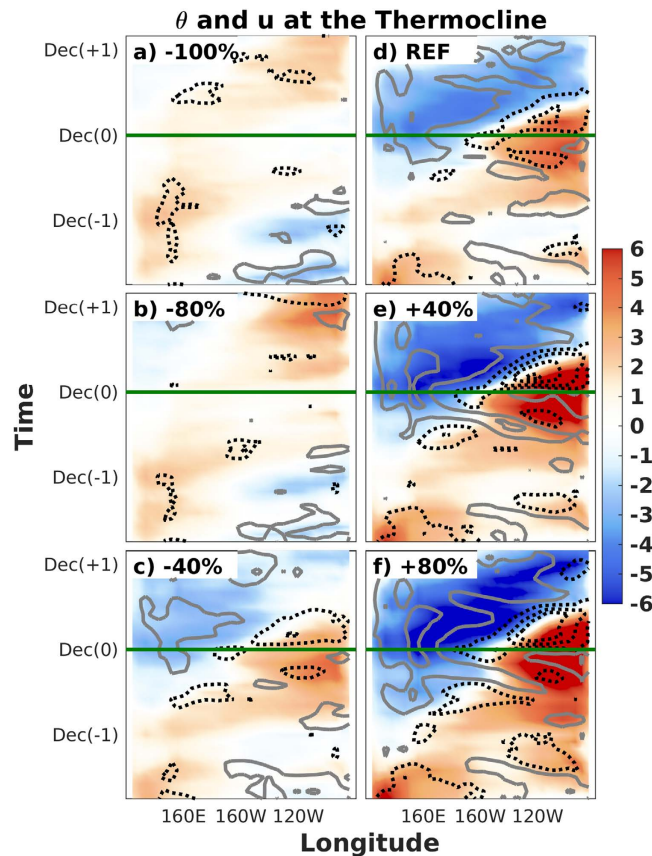 θ and u at the Thermocline
a) -100%
d) REF
Dec(+1)
Dec(0)
Dec(-1)
b) -80%
e) +40%
Dec(+1)
Dec(0)
Dec(-1)
c) -40%
f) +80%
Dec(+1)
Dec(0)
Dec(-1)
Time
6
5
4
3
2
1
0
-1
-2
-3
-4
-5
-6
160E 160W 120W
160E 160W 120W
Longitude